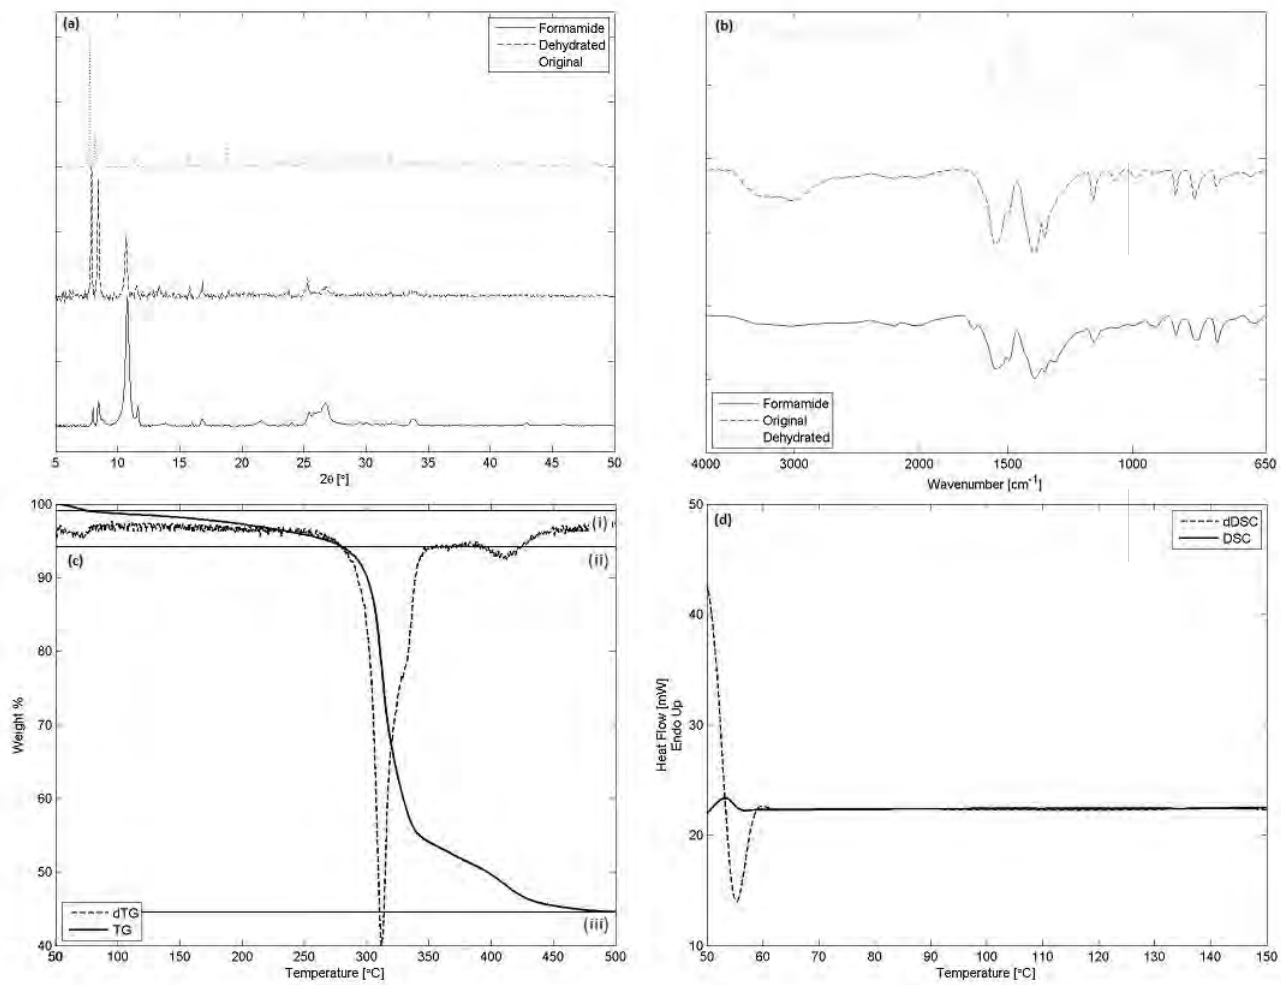 (a)
Formamide
Dehydrated
Original
5 10 15 20 25 30 35 40 45 50
2θ [°]
(b)
Formamide
Original
Dehydrated
4000 3000 2000 1500 1000 650
Wavenumber [cm⁻¹]
100
90
80
70
60
50
40
Weight %
(c)
(i)
(ii)
(iii)
dTG
TG
50 100 150 200 250 300 350 400 450 500
Temperature [°C]
50
40
30
22
10
Heat Flow [mW]
Endo Up
(d)
dDSC
DSC
50 60 70 80 90 100 110 120 130 140 150
Temperature [°C]